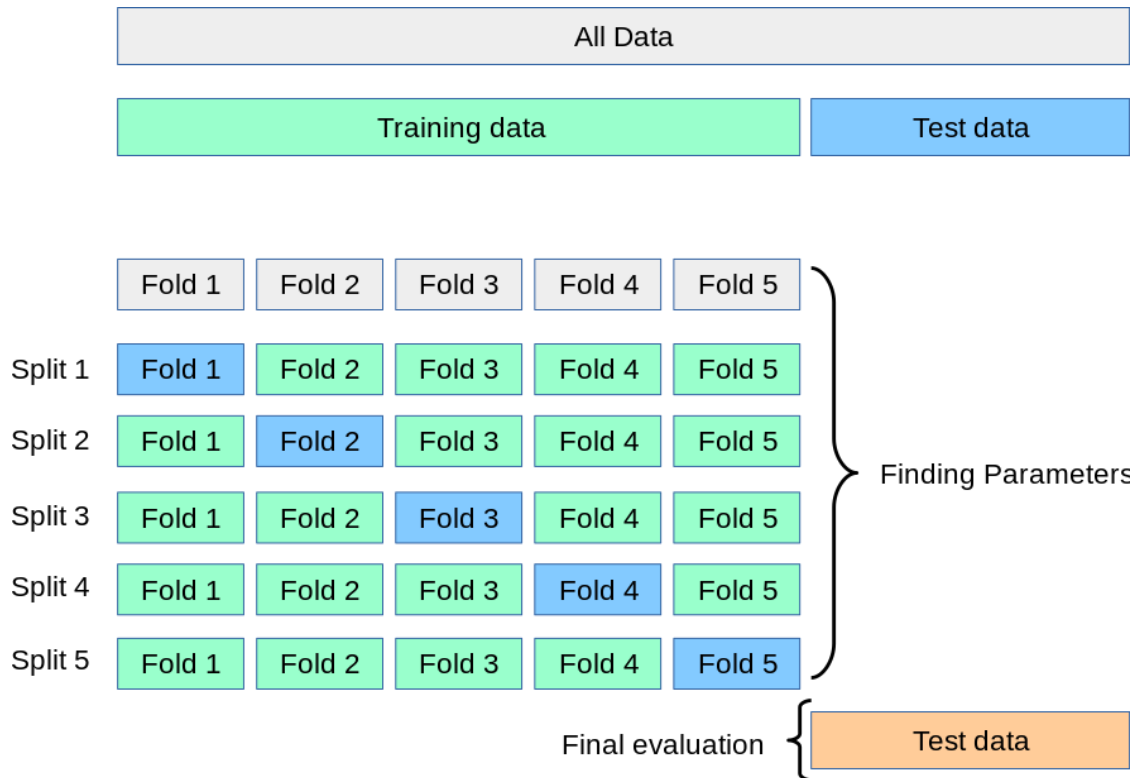 All Data
Training data Test data
Fold 1 Fold 2 Fold 3 Fold 4 Fold 5
Split 1 Fold 1 Fold 2 Fold 3 Fold 4 Fold 5
Split 2 Fold 1 Fold 2 Fold 3 Fold 4 Fold 5
Finding Parameters
Split 3 Fold 1 Fold 2 Fold 3 Fold 4 Fold 5
Split 4 Fold 1 Fold 2 Fold 3 Fold 4 Fold 5
Split 5 Fold 1 Fold 2 Fold 3 Fold 4 Fold 5
Final evaluation Test data